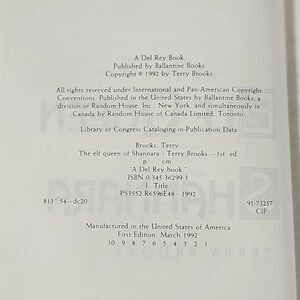 A Del Rey Book
Published by Ballantine Books
Copyright © 1992 by Terry Brooks
All rights reserved under International and Pan-American Copyright
Conventions. Published in the United States by Ballantine Books, a
division of Random House, Inc., New York, and simultaneously in
Canada by Random House of Canada Limited, Toronto.
Library of Congress Cataloging-in-Publication Data
Brooks, Terry
The elf queen of Shannara / Terry Brooks.—1st ed
p. cm
"A Del Rey book"
ISBN 0-345-36299-3
I. Title.
PS3552.R6596E48 1992
813'.54—dc20 91-73257
CIP
Manufactured in the United States of America
First Edition: March 1992
10 9 8 7 6 5 4 3 2 1
SHANNARA
TERRY BROOKS